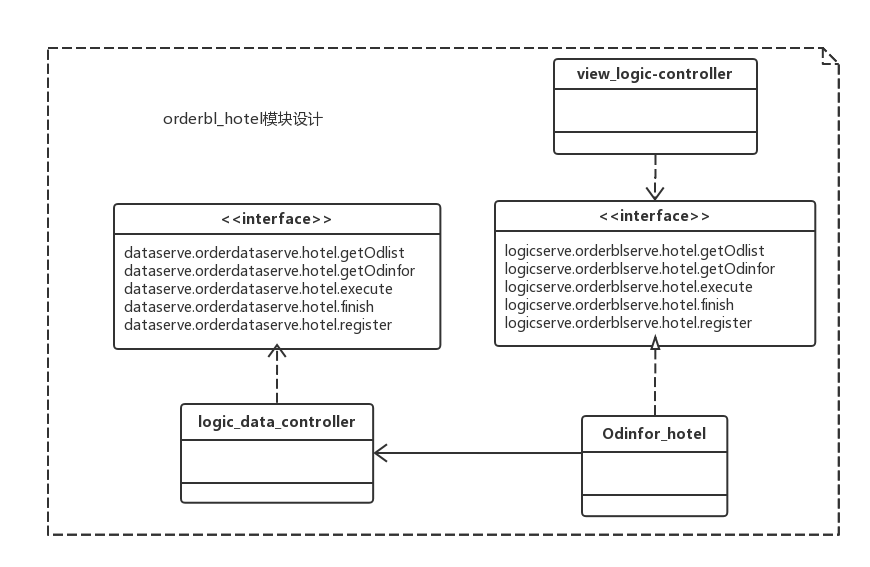 view_logic-controller
orderbl_hotel模块设计
<<interface>>
dataserve.orderdataserve.hotel.getOdlist
dataserve.orderdataserve.hotel.getOdinfor
dataserve.orderdataserve.hotel.execute
dataserve.orderdataserve.hotel.finish
dataserve.orderdataserve.hotel.register
<<interface>>
logicserve.orderblserve.hotel.getOdlist
logicserve.orderblserve.hotel.getOdinfor
logicserve.orderblserve.hotel.execute
logicserve.orderblserve.hotel.finish
logicserve.orderblserve.hotel.register
logic_data_controller
Odinfor_hotel